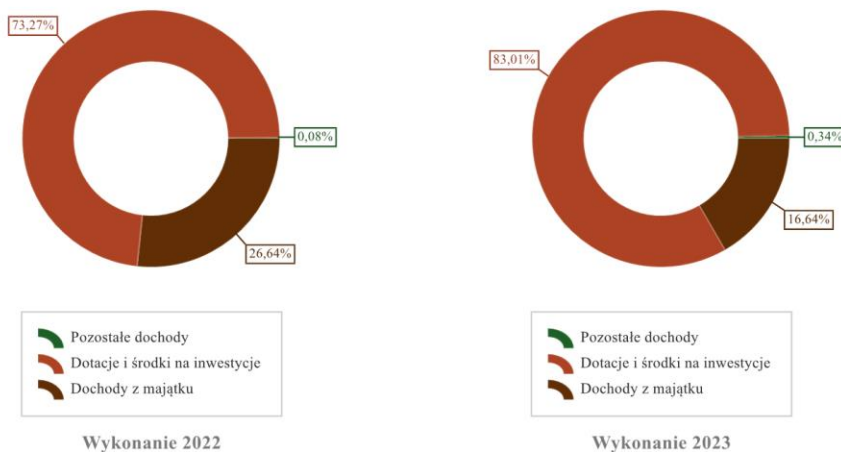 73,27%
0,08%
26,64%
Pozostałe dochody
Dotacje i środki na inwestycje
Dochody z majątku
Wykonanie 2022
83,01%
0,34%
16,64%
Pozostałe dochody
Dotacje i środki na inwestycje
Dochody z majątku
Wykonanie 2023